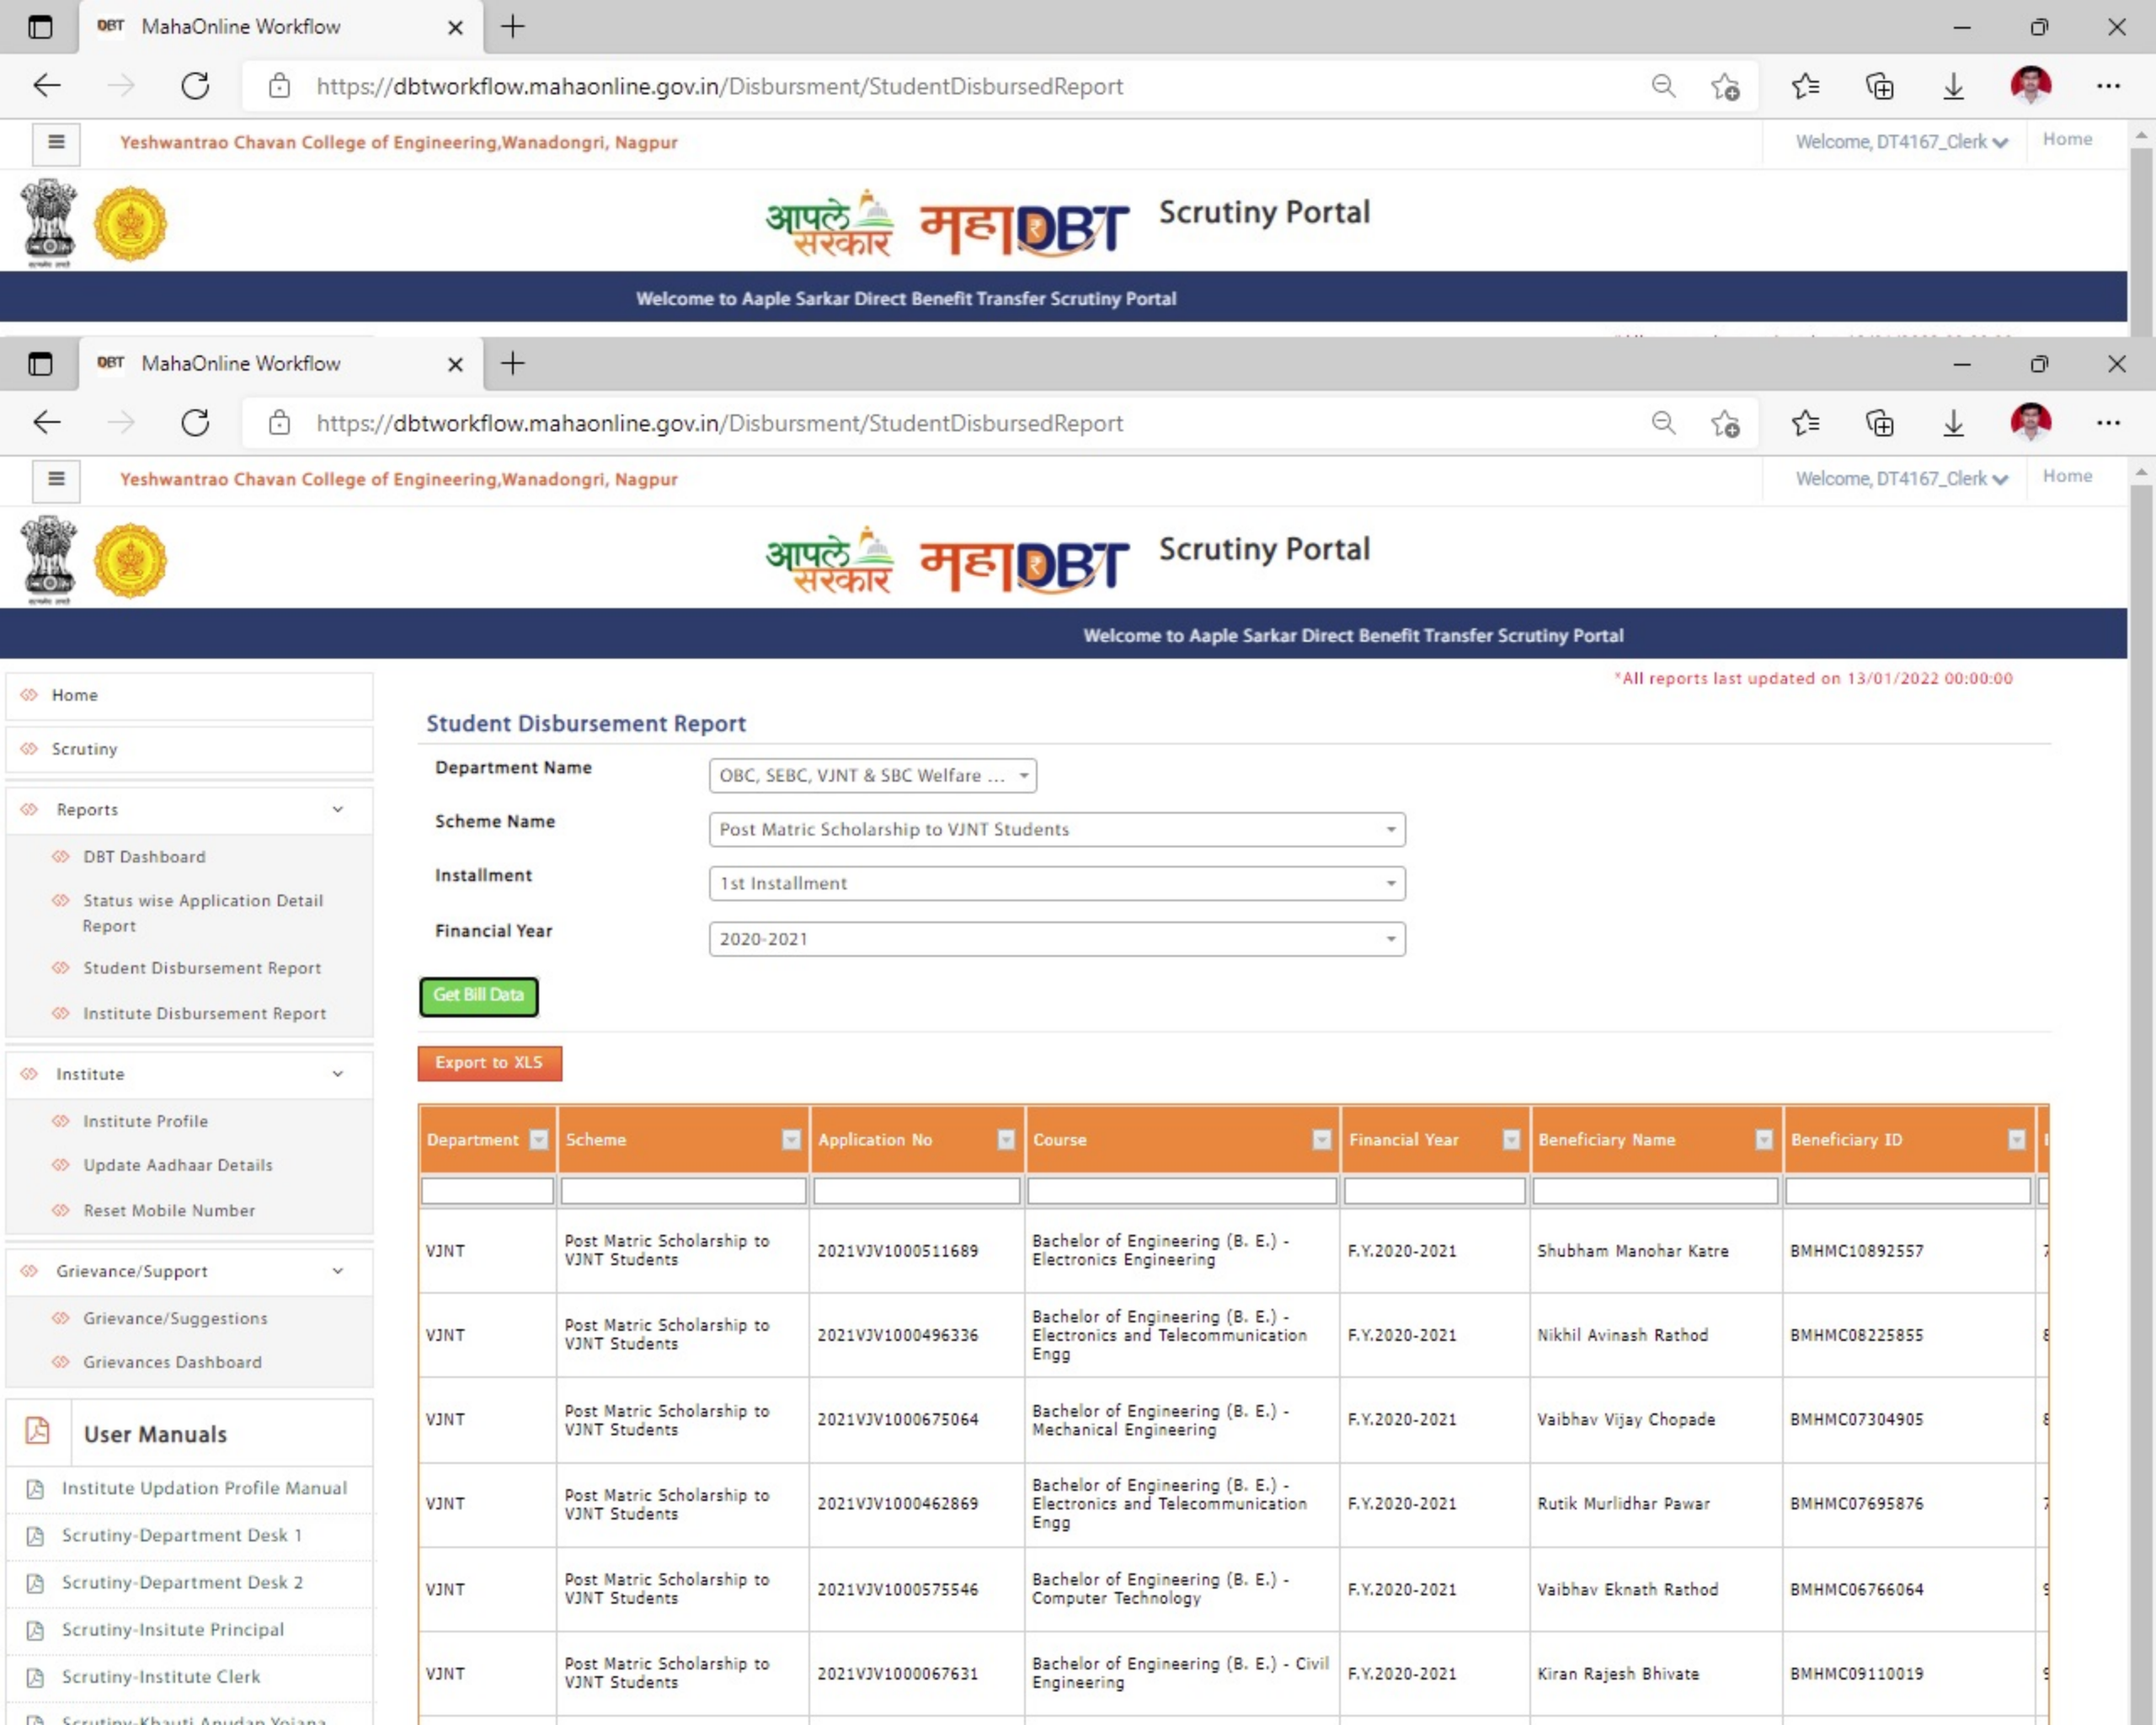 MahaOnline Workflow
https://dbtworkflow.mahaonline.gov.in/Disbursment/StudentDisbursedReport
Yeshwantrao Chavan College of Engineering,Wanadongri, Nagpur
Welcome, DT4167_Clerk
Home
आपले सरकार
महाDBT
Scrutiny Portal
Welcome to Aaple Sarkar Direct Benefit Transfer Scrutiny Portal
MahaOnline Workflow
https://dbtworkflow.mahaonline.gov.in/Disbursment/StudentDisbursedReport
Yeshwantrao Chavan College of Engineering,Wanadongri, Nagpur
Welcome, DT4167_Clerk
Home
आपले सरकार
महाDBT
Scrutiny Portal
Welcome to Aaple Sarkar Direct Benefit Transfer Scrutiny Portal
*All reports last updated on 13/01/2022 00:00:00
Home
Scrutiny
Reports
DBT Dashboard
Status wise Application Detail
Report
Student Disbursement Report
Institute Disbursement Report
Institute
Institute Profile
Update Aadhaar Details
Reset Mobile Number
Grievance/Support
Grievance/Suggestions
Grievances Dashboard
User Manuals
Institute Updation Profile Manual
Scrutiny-Department Desk 1
Scrutiny-Department Desk 2
Scrutiny-Insitute Principal
Scrutiny-Institute Clerk
Scrutiny-Khauti Anudan Yojana
Student Disbursement Report
Department Name OBC, SEBC, VJNT & SBC Welfare ...
Scheme Name Post Matric Scholarship to VJNT Students
Installment 1st Installment
Financial Year 2020-2021
Get Bill Data
Export to XLS
Department Scheme Application No Course Financial Year Beneficiary Name Beneficiary ID
VJNT Post Matric Scholarship to VJNT Students 2021VJV1000511689 Bachelor of Engineering (B. E.) - Electronics Engineering F.Y.2020-2021 Shubham Manohar Katre BMHMC10892557
VJNT Post Matric Scholarship to VJNT Students 2021VJV1000496336 Bachelor of Engineering (B. E.) - Electronics and Telecommunication Engg F.Y.2020-2021 Nikhil Avinash Rathod BMHMC08225855
VJNT Post Matric Scholarship to VJNT Students 2021VJV1000675064 Bachelor of Engineering (B. E.) - Mechanical Engineering F.Y.2020-2021 Vaibhav Vijay Chopade BMHMC07304905
VJNT Post Matric Scholarship to VJNT Students 2021VJV1000462869 Bachelor of Engineering (B. E.) - Electronics and Telecommunication Engg F.Y.2020-2021 Rutik Murlidhar Pawar BMHMC07695876
VJNT Post Matric Scholarship to VJNT Students 2021VJV1000575546 Bachelor of Engineering (B. E.) - Computer Technology F.Y.2020-2021 Vaibhav Eknath Rathod BMHMC06766064
VJNT Post Matric Scholarship to VJNT Students 2021VJV1000067631 Bachelor of Engineering (B. E.) - Civil Engineering F.Y.2020-2021 Kiran Rajesh Bhivate BMHMC09110019